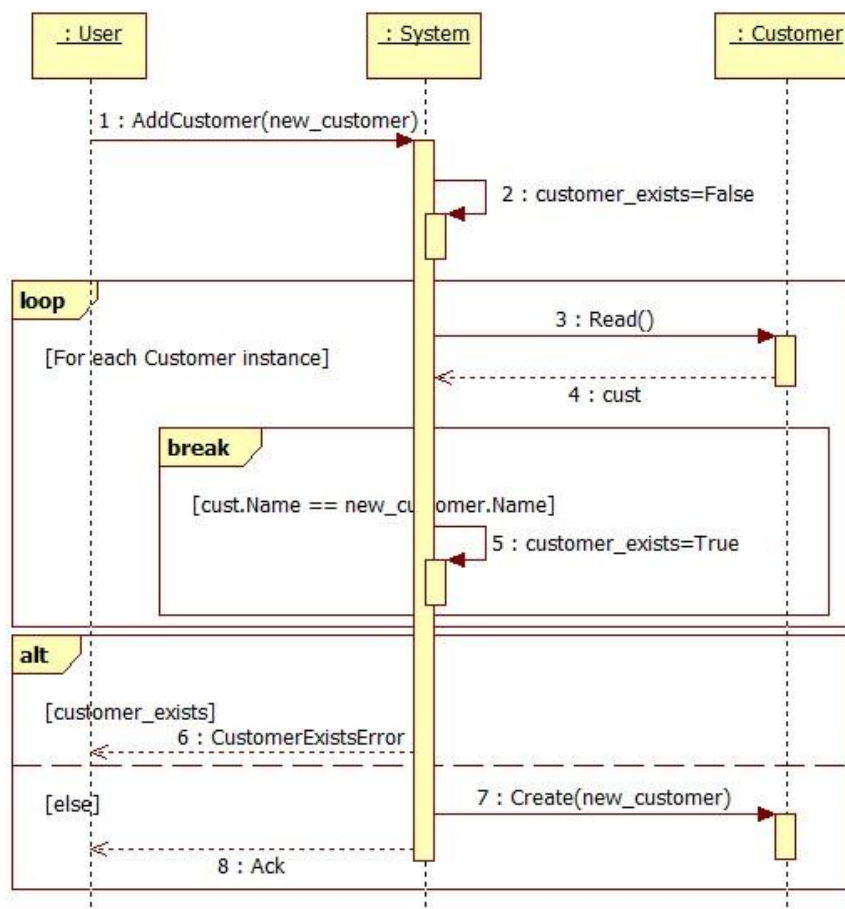 : User
: System
: Customer
1 : AddCustomer(new_customer)
2 : customer_exists=False
loop
3 : Read()
[For each Customer instance]
4 : cust
break
[cust.Name == new_customer.Name]
5 : customer_exists=True
alt
[customer_exists]
6 : CustomerExistsError
[else]
7 : Create(new_customer)
8 : Ack